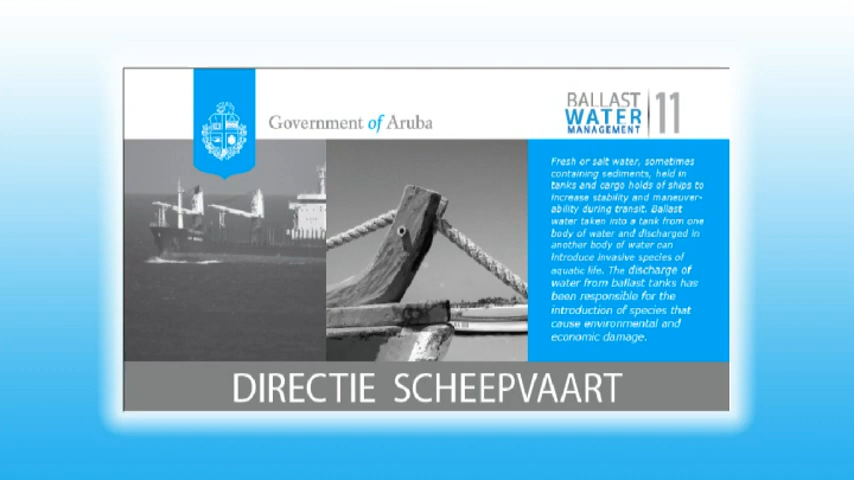 Government of Aruba
BALLAST
WATER
MANAGEMENT
11
Fresh or salt water, sometimes
containing sediments, held in
tanks and cargo holds of ships to
increase stability and maneuver-
ability during transit. Ballast
water taken into a tank from one
body of water and discharged in
another body of water can
introduce invasive species of
aquatic life. The discharge of
water from ballast tanks has
been responsible for the
introduction of species that
cause environmental and
economic damage.
DIRECTIE SCHEEPVAART